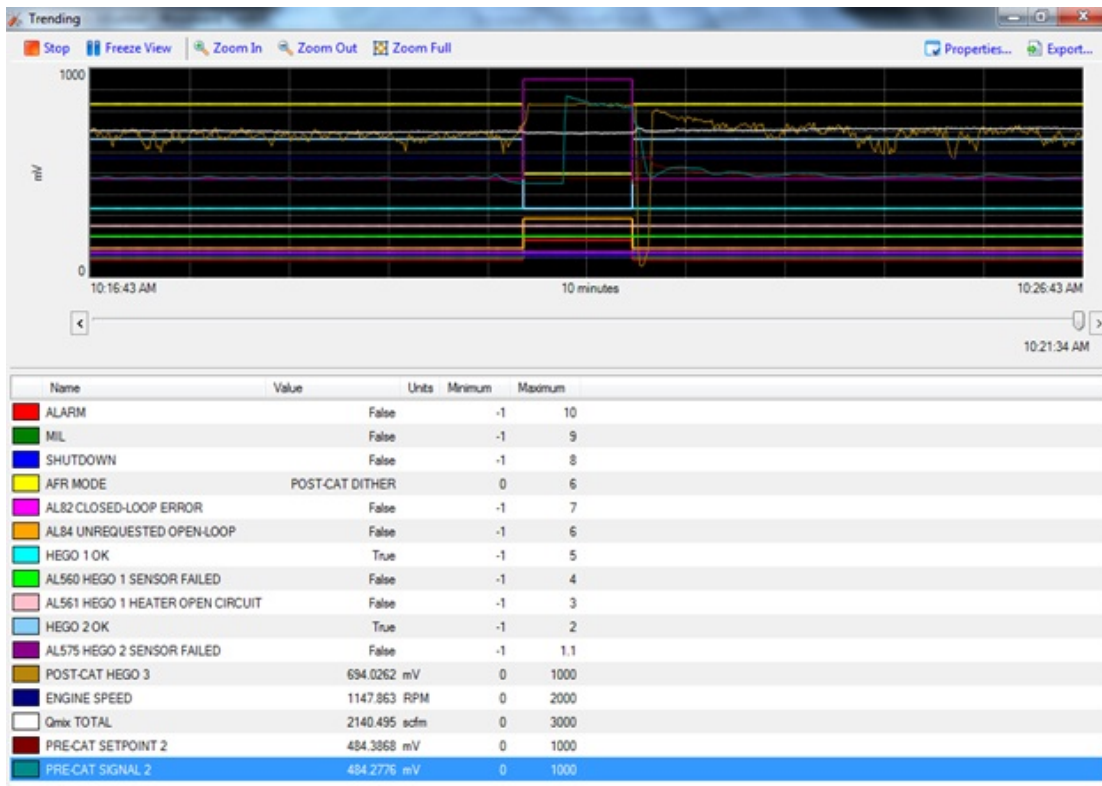 Trending
Stop Freeze View Zoom In Zoom Out Zoom Full Properties... Export...
1000
mV
0
10:16:43 AM 10 minutes 10:26:43 AM
10:21:34 AM
Name Value Units Minimum Maximum
ALARM False -1 10
MIL False -1 9
SHUTDOWN False -1 8
AFR MODE POST-CAT DITHER 0 6
AL82 CLOSED-LOOP ERROR False -1 7
AL84 UNREQUESTED OPEN-LOOP False -1 6
HEGO 1 OK True -1 5
AL560 HEGO 1 SENSOR FAILED False -1 4
AL561 HEGO 1 HEATER OPEN CIRCUIT False -1 3
HEGO 2 OK True -1 2
AL575 HEGO 2 SENSOR FAILED False -1 1.1
POST-CAT HEGO 3 694.0262 mV 0 1000
ENGINE SPEED 1147.863 RPM 0 2000
Qmix TOTAL 2140.495 scfm 0 3000
PRE-CAT SETPOINT 2 484.3868 mV 0 1000
PRE-CAT SIGNAL 2 484.2776 mV 0 1000